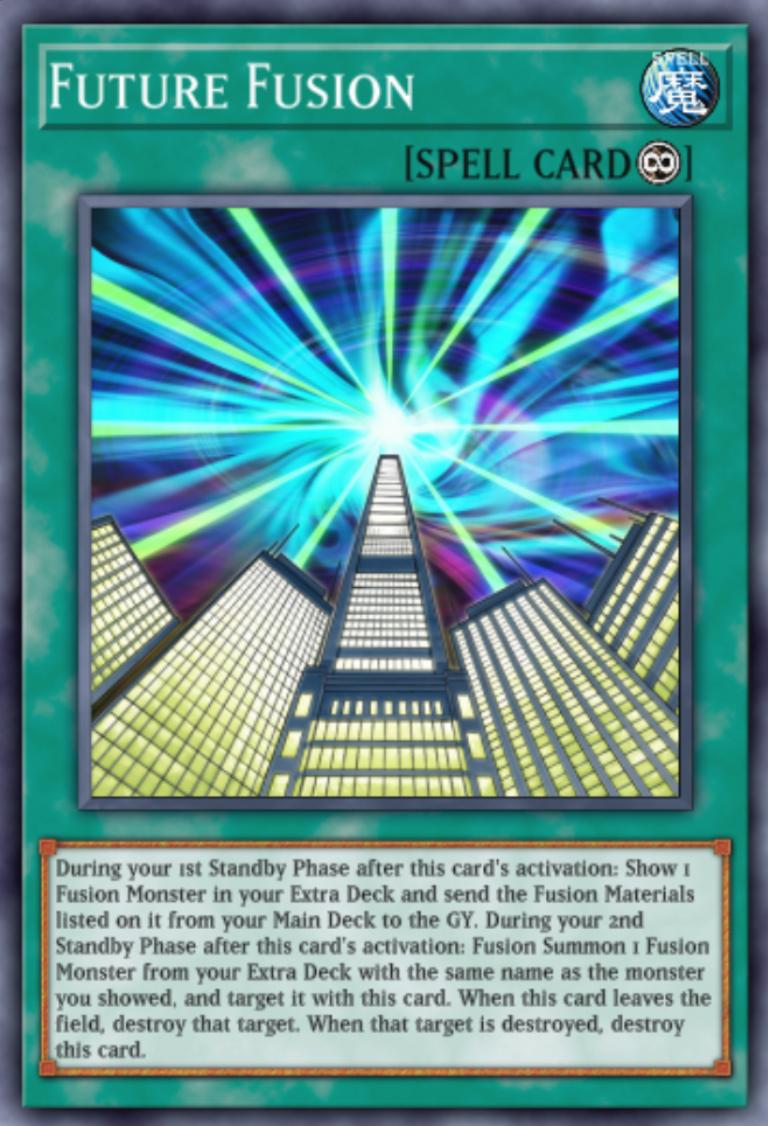 FUTURE FUSION
SPELL
魔
[SPELL CARD]
During your 1st Standby Phase after this card's activation: Show 1
Fusion Monster in your Extra Deck and send the Fusion Materials
listed on it from your Main Deck to the GY. During your 2nd
Standby Phase after this card's activation: Fusion Summon 1 Fusion
Monster from your Extra Deck with the same name as the monster
you showed, and target it with this card. When this card leaves the
field, destroy that target. When that target is destroyed, destroy
this card.